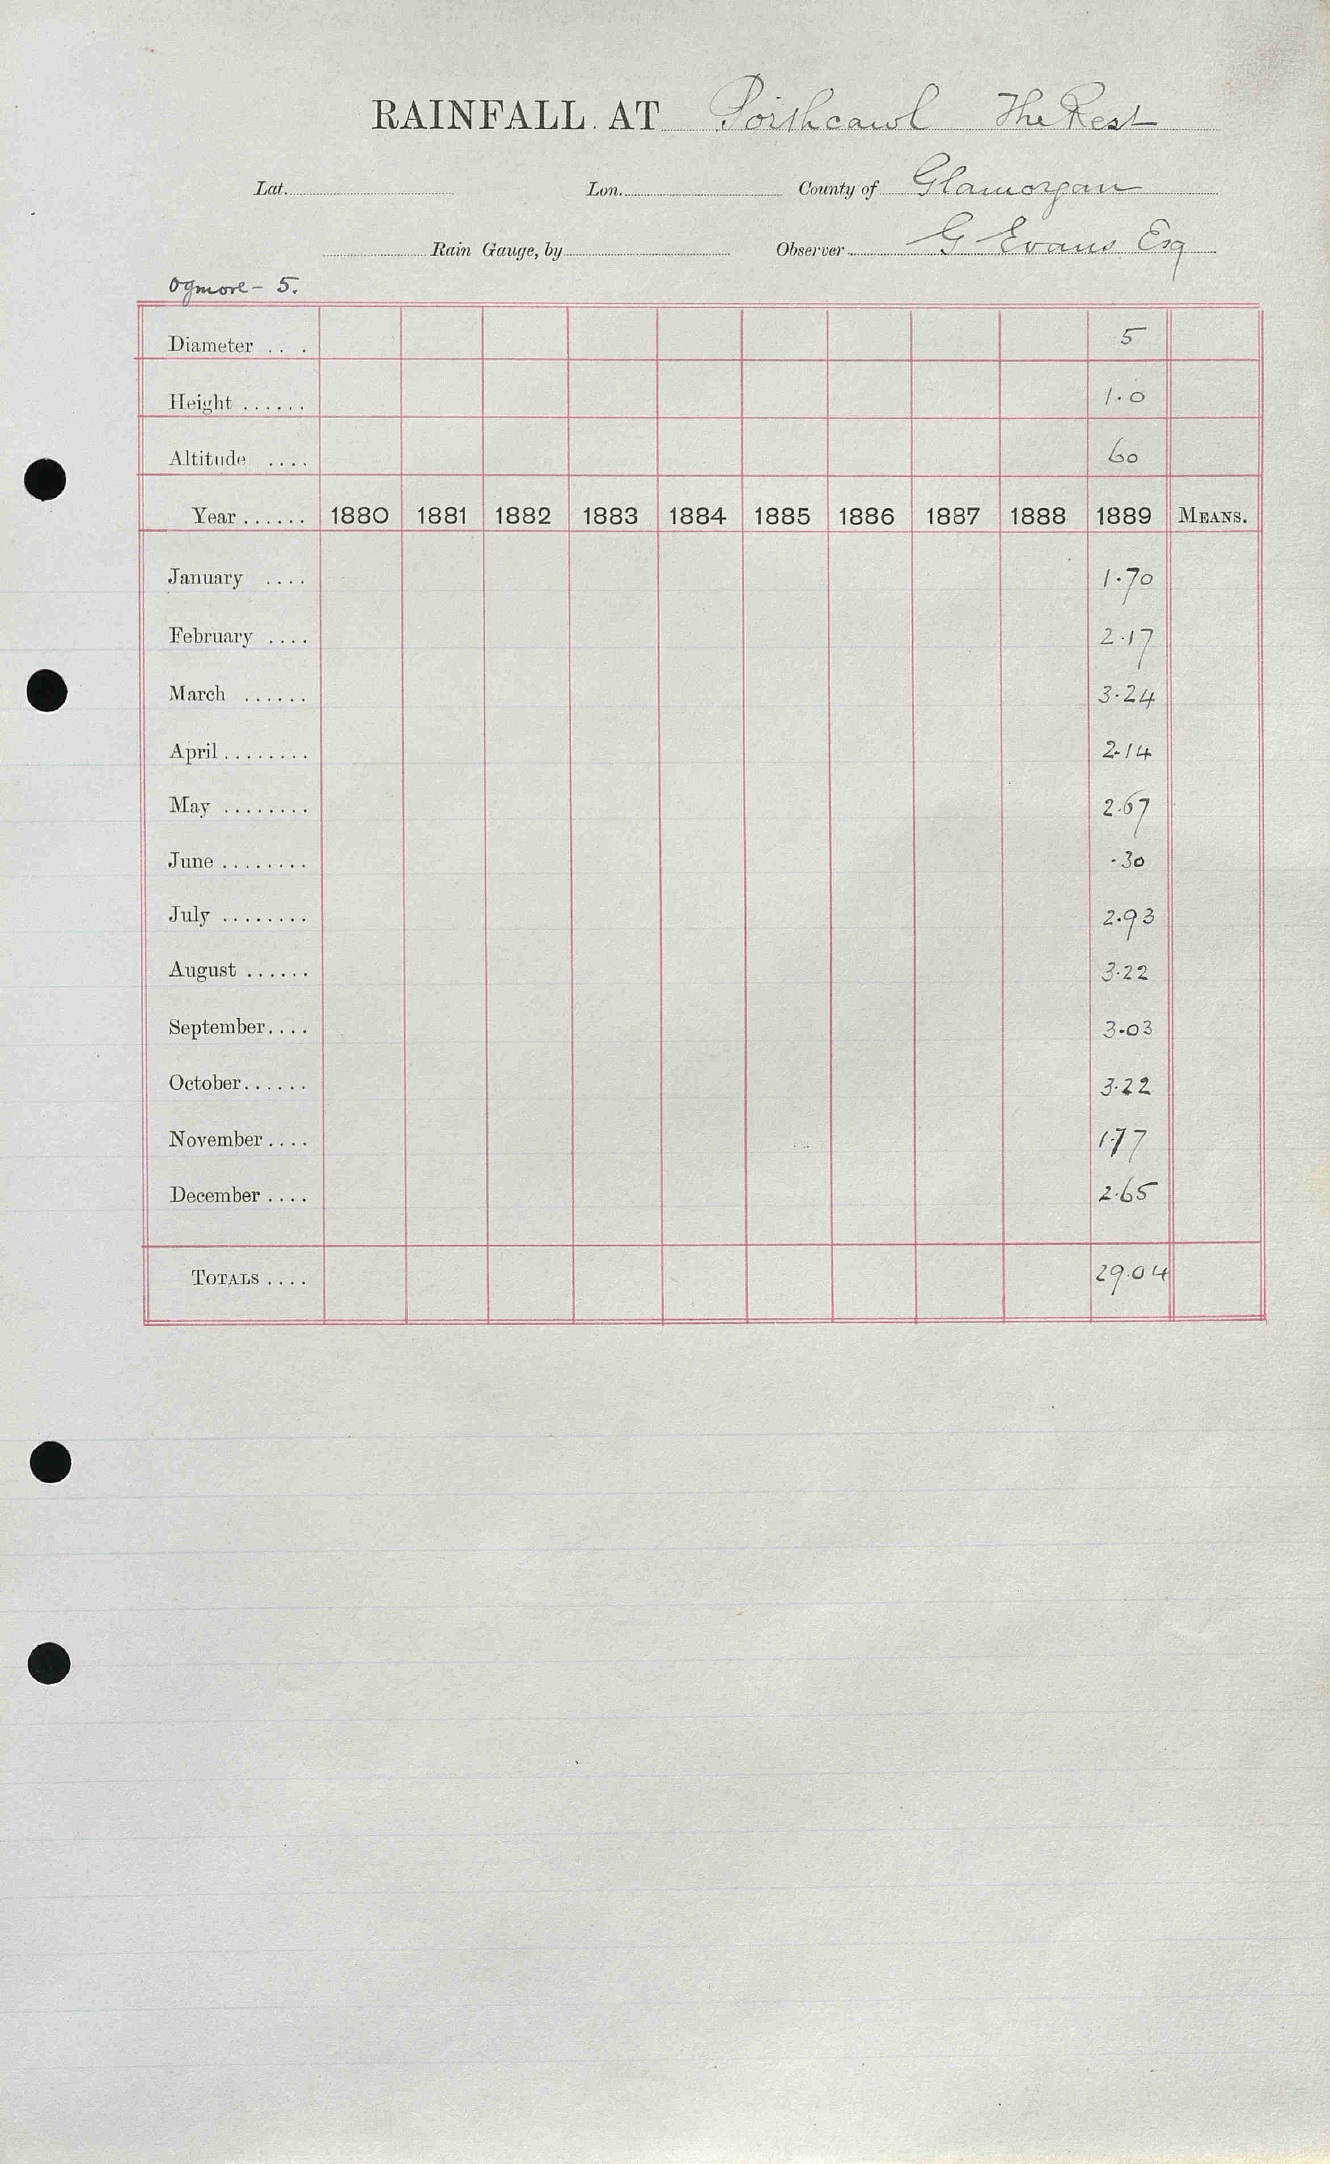 RAINFALL AT Porthcawl The Rest
Lat. Lon. County of Glamorgan
Rain Gauge, by Observer G Evans Esq
Ogmore - 5.
Diameter . . . 5
Height ...... 1.0
Altitude .... 60
Year ...... 1880 1881 1882 1883 1884 1885 1886 1887 1888 1889 MEANS.
January .... 1.70
February .... 2.17
March ...... 3.24
April ........ 2.14
May ........ 2.67
June ........ .30
July ........ 2.93
August ...... 3.22
September .... 3.03
October ...... 3.22
November .... 1.77
December .... 2.65
TOTALS .... 29.04